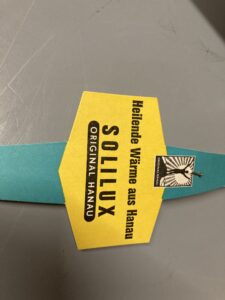 Heilende Wärme aus Hanau
SOLILUX
ORIGINAL HANAU